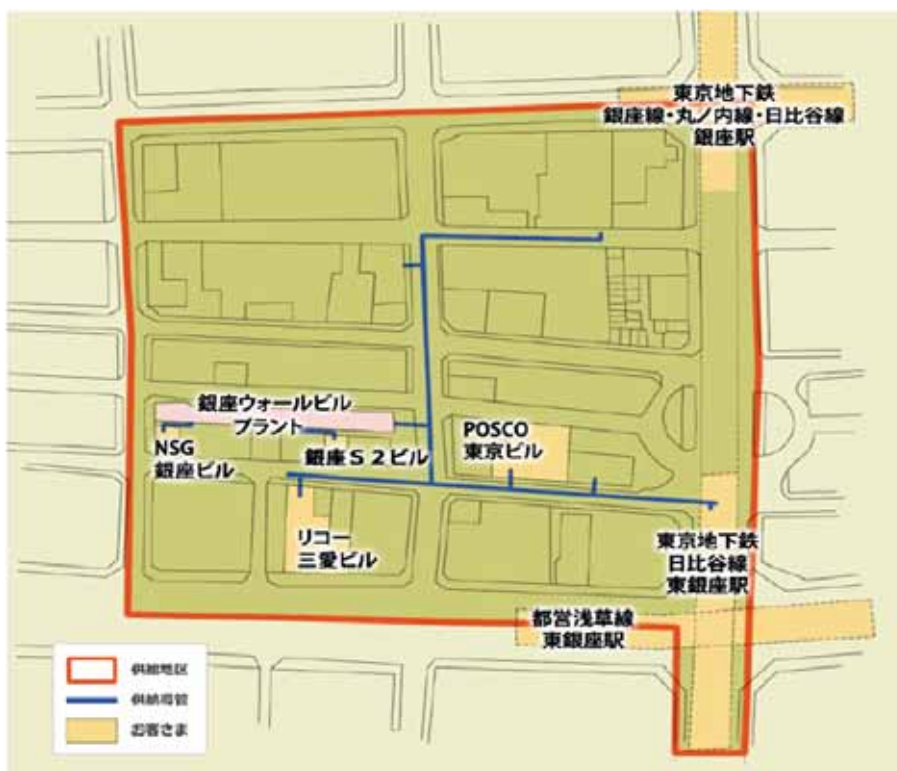 東京地下鉄
銀座線・丸ノ内線・日比谷線
銀座駅
銀座ウォールビル
プラント
NSG
銀座ビル
銀座S2ビル
POSCO
東京ビル
リコー
三愛ビル
東京地下鉄
日比谷線
東銀座駅
都営浅草線
東銀座駅
供給地区
供給導管
お客さま